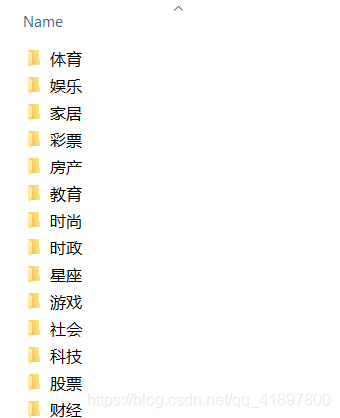 Name
体育
娱乐
家居
彩票
房产
教育
时尚
时政
星座
游戏
社会
科技
股票
财经
https://blog.csdn.net/qq_41897800